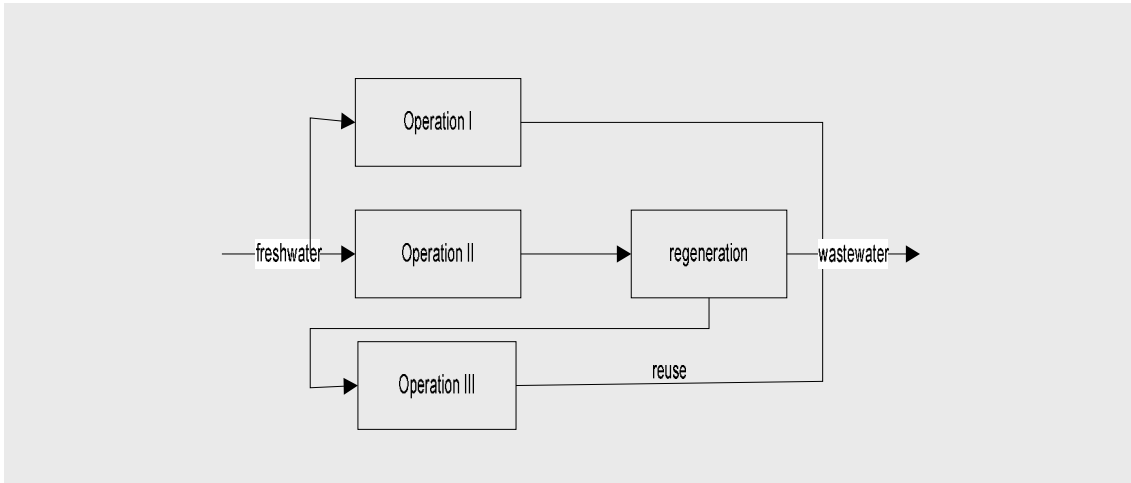 Operation I
freshwater
Operation II
regeneration
wastewater
Operation III
reuse